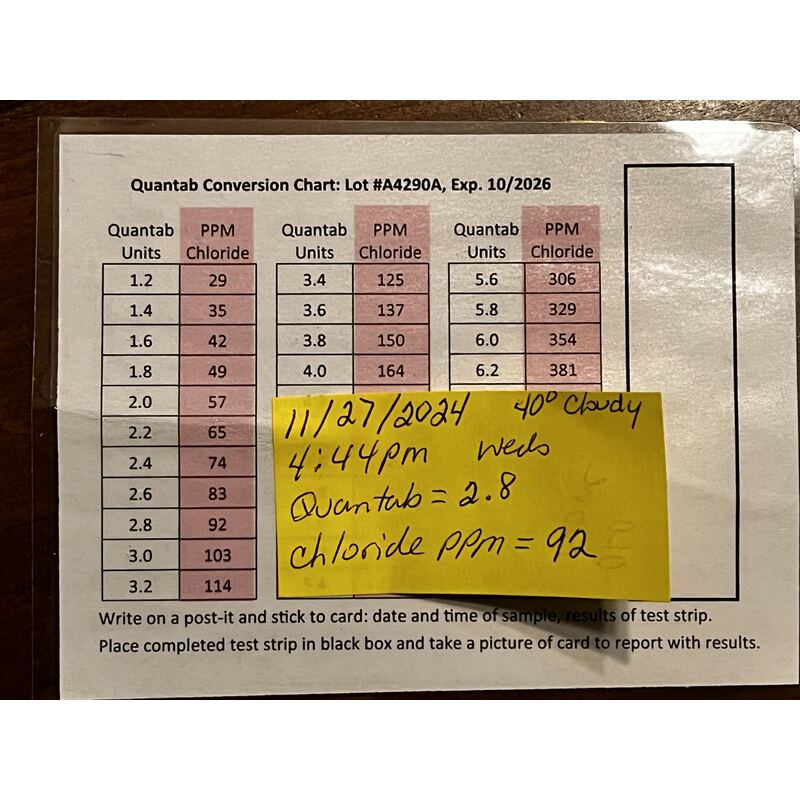 Quantab Conversion Chart: Lot #A4290A, Exp. 10/2026
Quantab Units PPM Chloride Quantab Units PPM Chloride Quantab Units PPM Chloride
1.2 29 3.4 125 5.6 306
1.4 35 3.6 137 5.8 329
1.6 42 3.8 150 6.0 354
1.8 49 4.0 164 6.2 381
2.0 57
2.2 65
2.4 74
2.6 83
2.8 92
3.0 103
3.2 114
11/27/2024 40° Cloudy
4:44pm Weds
Quantab = 2.8
chloride ppm = 92
Write on a post-it and stick to card: date and time of sample, results of test strip.
Place completed test strip in black box and take a picture of card to report with results.